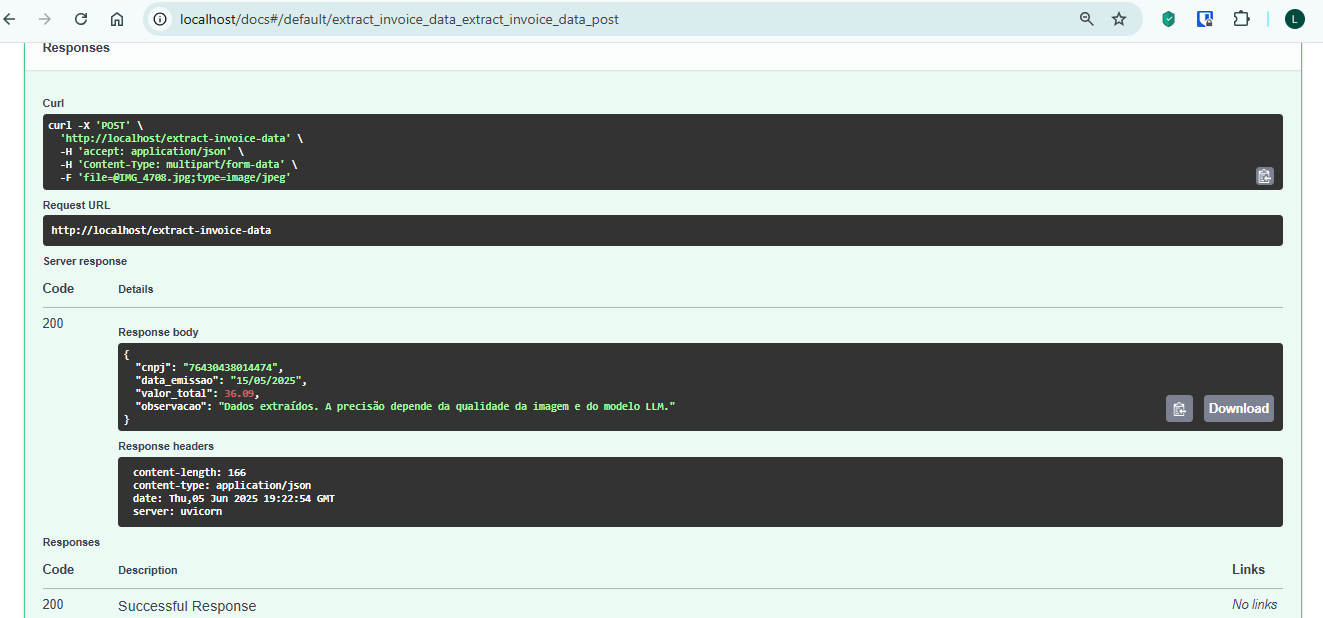 localhost/docs#/default/extract_invoice_data_extract_invoice_data_post
L
Responses
Curl
curl -X 'POST' \
  'http://localhost/extract-invoice-data' \
  -H 'accept: application/json' \
  -H 'Content-Type: multipart/form-data' \
  -F 'file=@IMG_4708.jpg;type=image/jpeg'
Request URL
http://localhost/extract-invoice-data
Server response
Code Details
200
Response body
{
  "cnpj": "76430438014474",
  "data_emissao": "15/05/2025",
  "valor_total": 36.09,
  "observacao": "Dados extraídos. A precisão depende da qualidade da imagem e do modelo LLM."
}
Download
Response headers
content-length: 166
content-type: application/json
date: Thu,05 Jun 2025 19:22:54 GMT
server: uvicorn
Responses
Code Description Links
200 Successful Response No links